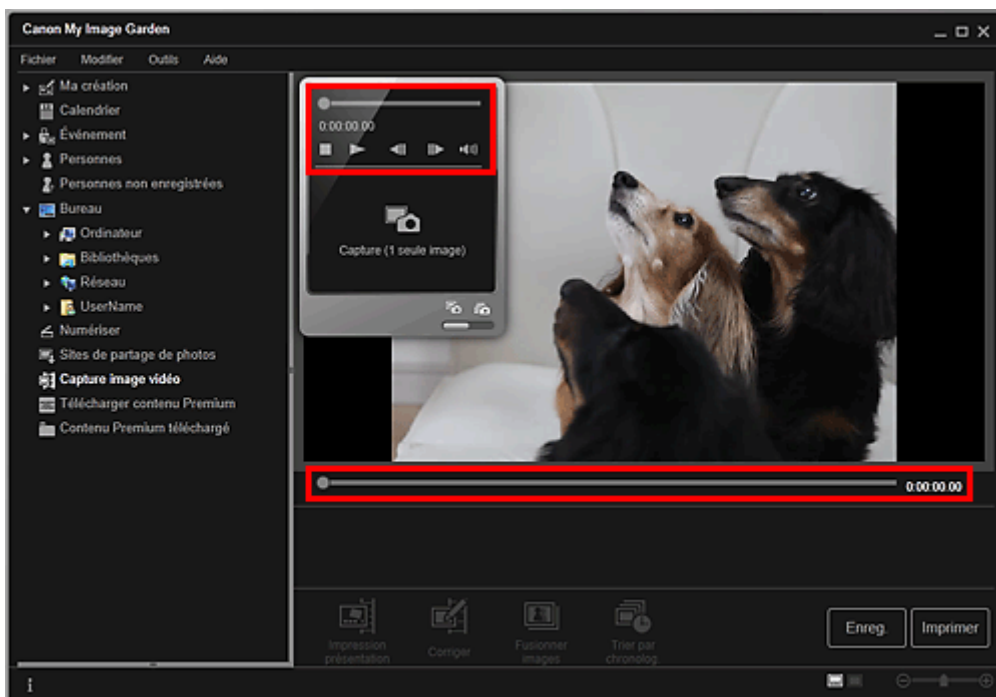 Canon My Image Garden
Fichier Modifier Outils Aide
Ma création
Calendrier
Événement
Personnes
Personnes non enregistrées
Bureau
Ordinateur
Bibliothèques
Réseau
UserName
Numériser
Sites de partage de photos
Capture image vidéo
Télécharger contenu Premium
Contenu Premium téléchargé
0:00:00.00
Capture (1 seule image)
0:00:00.00
Impression présentation
Corriger
Fusionner images
Trier par chronolog.
Enreg.
Imprimer